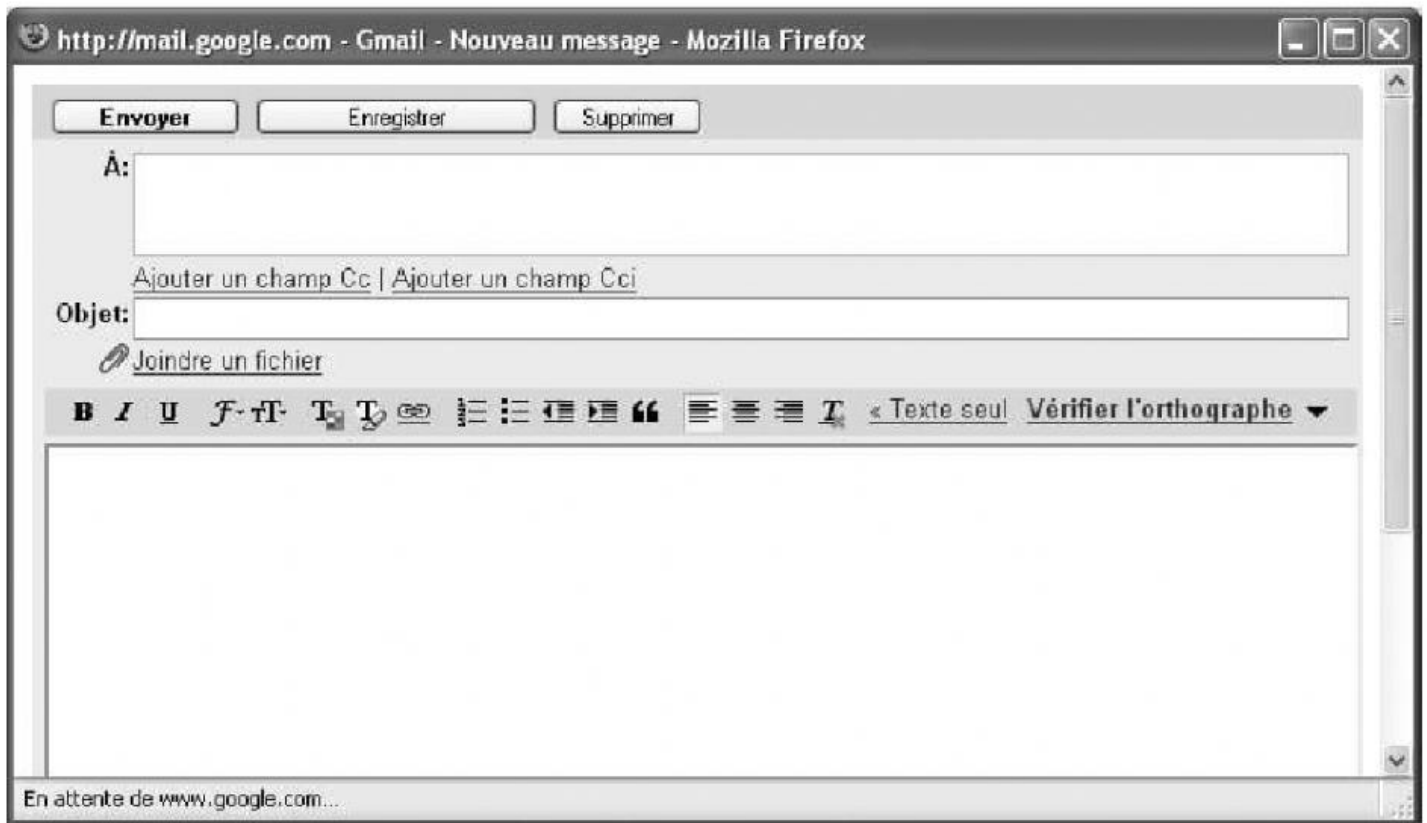 http://mail.google.com - Gmail - Nouveau message - Mozilla Firefox
Envoyer Enregistrer Supprimer
À:
Ajouter un champ Cc | Ajouter un champ Cci
Objet:
Joindre un fichier
B I U F T T T T « Texte seul Vérifier l'orthographe
En attente de www.google.com...